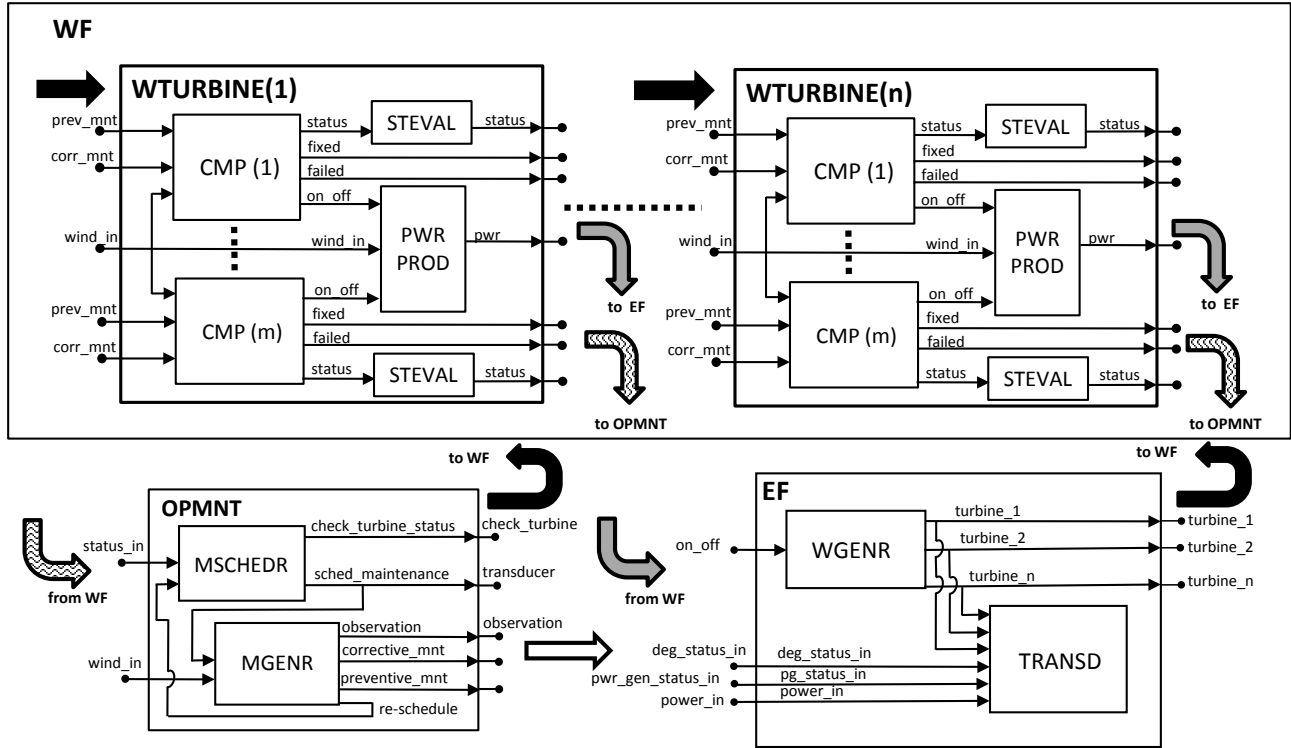 WF
WTURBINE(1)
prev_mnt
corr_mnt
CMP (1)
status
STEVAL
status
fixed
failed
on_off
wind_in
wind_in
PWR
PROD
pwr
to EF
prev_mnt
corr_mnt
CMP (m)
on_off
fixed
failed
status
STEVAL
status
to OPMNT
WTURBINE(n)
prev_mnt
corr_mnt
CMP (1)
status
STEVAL
status
fixed
failed
on_off
wind_in
wind_in
PWR
PROD
pwr
to EF
prev_mnt
corr_mnt
CMP (m)
on_off
fixed
failed
status
STEVAL
status
to OPMNT
to WF
OPMNT
status_in
from WF
MSCHEDR
check_turbine_status
check_turbine
sched_maintenance
transducer
wind_in
MGENR
observation
observation
corrective_mnt
preventive_mnt
re-schedule
to WF
EF
on_off
from WF
WGENR
turbine_1
turbine_1
turbine_2
turbine_2
turbine_n
turbine_n
deg_status_in
deg_status_in
pwr_gen_status_in
pg_status_in
power_in
power_in
TRANSD